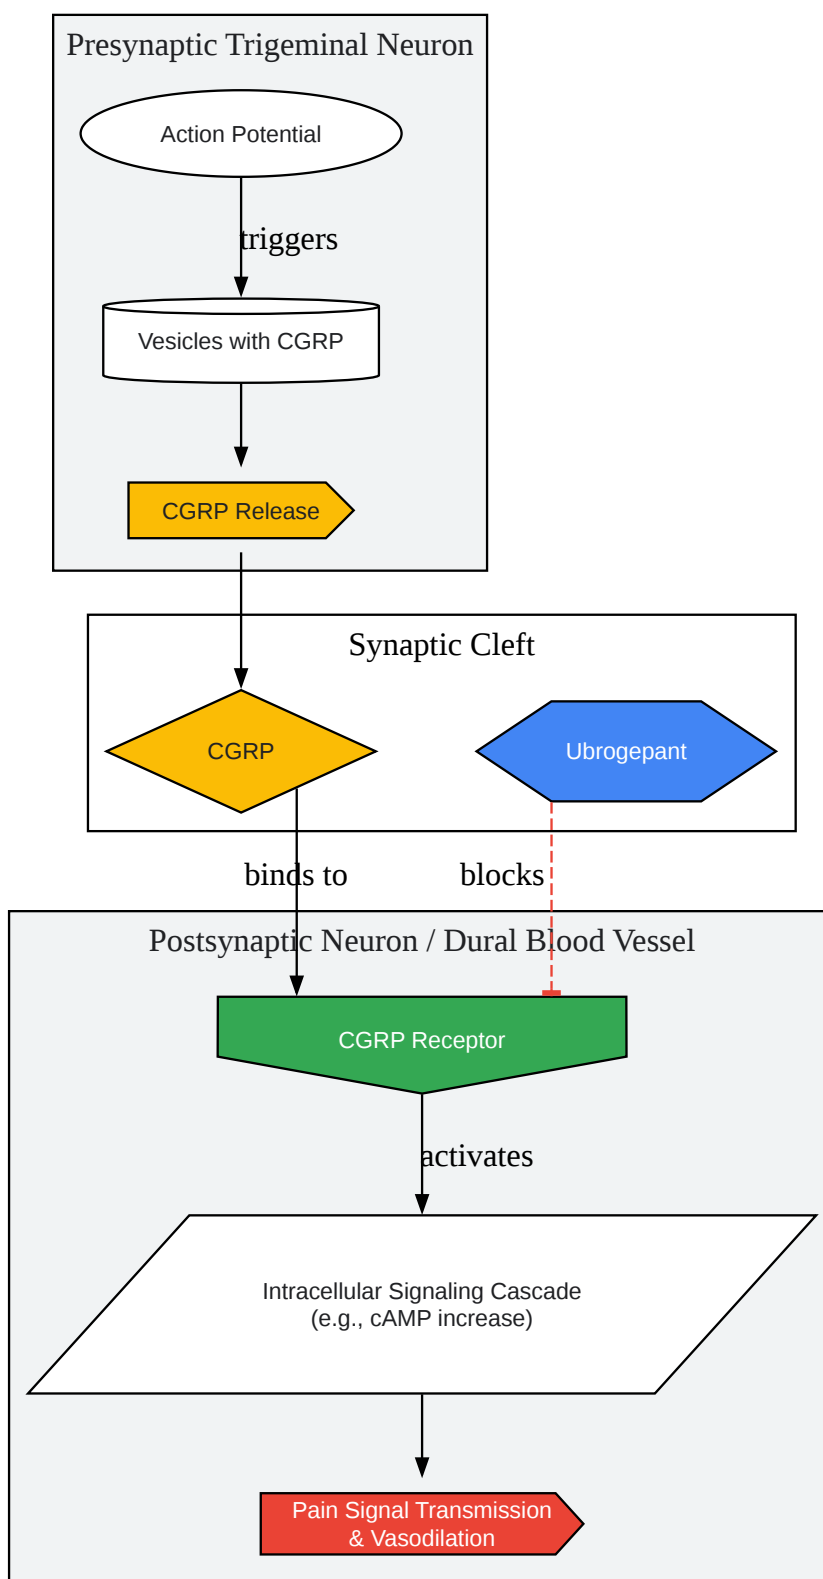 Presynaptic Trigeminal Neuron
Action Potential
triggers
Vesicles with CGRP
CGRP Release
Synaptic Cleft
CGRP
Ubrogepant
binds to
blocks
Postsynaptic Neuron / Dural Blood Vessel
CGRP Receptor
activates
Intracellular Signaling Cascade
(e.g., cAMP increase)
Pain Signal Transmission
& Vasodilation